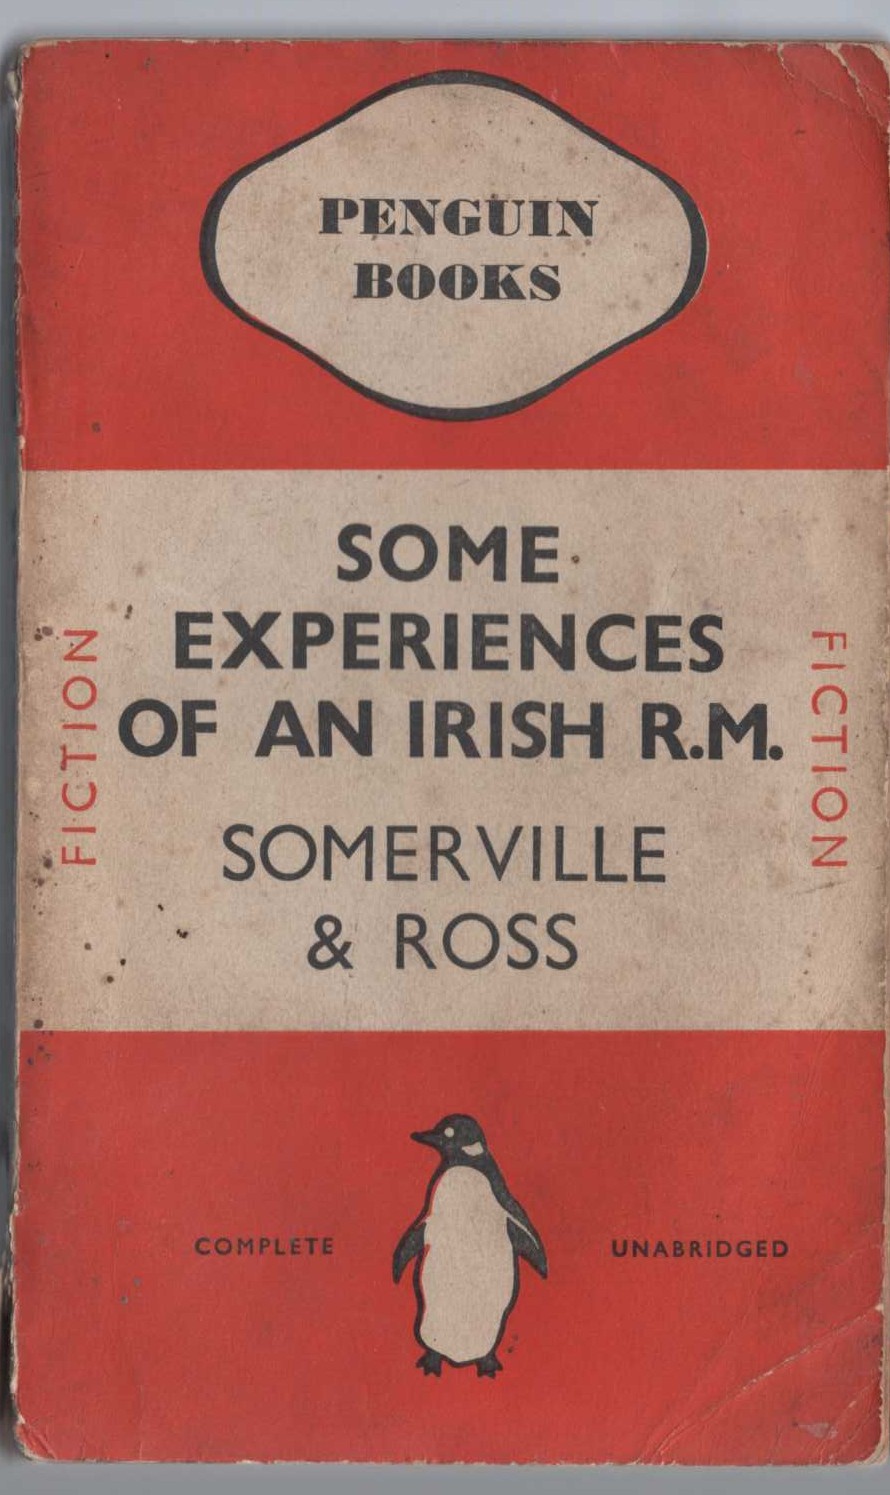 PENGUIN
BOOKS
SOME
EXPERIENCES
OF AN IRISH R.M.
SOMERVILLE
& ROSS
FICTION
FICTION
COMPLETE
UNABRIDGED